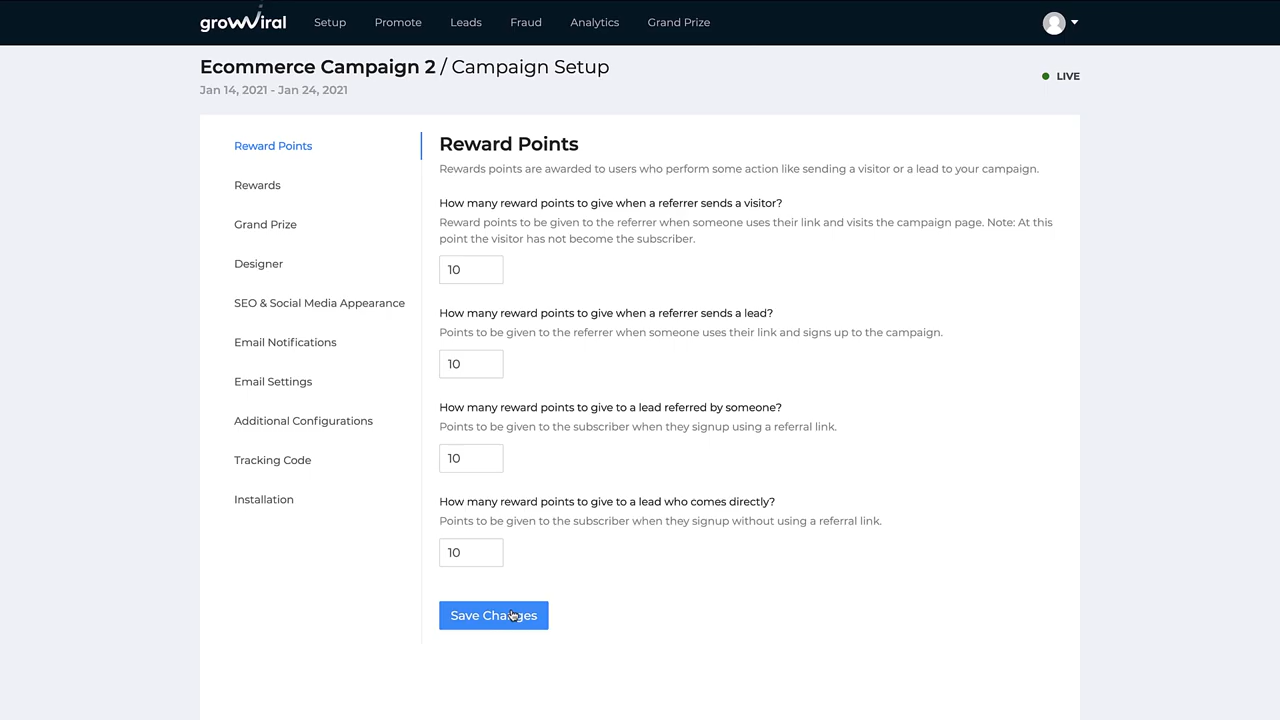 growviral
Setup
Promote
Leads
Fraud
Analytics
Grand Prize
Ecommerce Campaign 2 / Campaign Setup
Jan 14, 2021 - Jan 24, 2021
LIVE
Reward Points
Rewards
Grand Prize
Designer
SEO & Social Media Appearance
Email Notifications
Email Settings
Additional Configurations
Tracking Code
Installation
Reward Points
Rewards points are awarded to users who perform some action like sending a visitor or a lead to your campaign.
How many reward points to give when a referrer sends a visitor?
Reward points to be given to the referrer when someone uses their link and visits the campaign page. Note: At this
point the visitor has not become the subscriber.
10
How many reward points to give when a referrer sends a lead?
Points to be given to the referrer when someone uses their link and signs up to the campaign.
10
How many reward points to give to a lead referred by someone?
Points to be given to the subscriber when they signup using a referral link.
10
How many reward points to give to a lead who comes directly?
Points to be given to the subscriber when they signup without using a referral link.
10
Save Changes